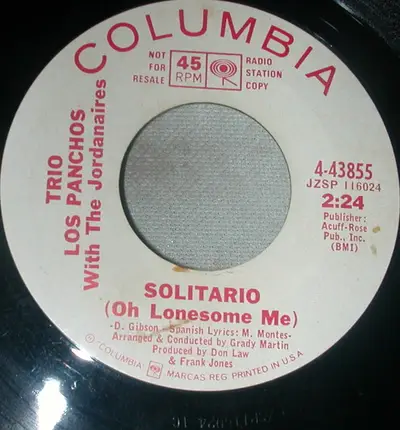 COLUMBIA
NOT FOR RESALE
45 RPM
RADIO STATION COPY
TRIO
LOS PANCHOS
With The Jordanaires
4-43855
JZSP 116024
2:24
Publisher:
Acuff-Rose
Pub., Inc.
(BMI)
SOLITARIO
(Oh Lonesome Me)
-D. Gibson - Spanish Lyrics: M. Montes-
Arranged & Conducted by Grady Martin
Produced by Don Law
& Frank Jones
"COLUMBIA" MARCAS REG. PRINTED IN U.S.A.